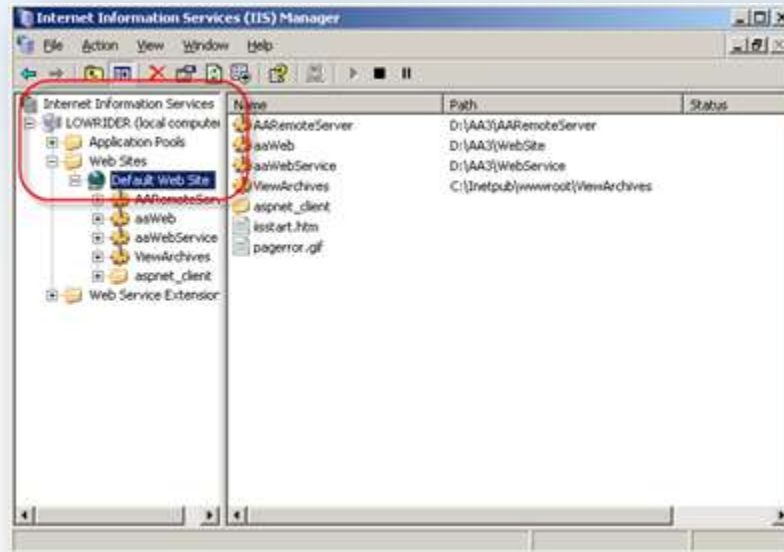 Internet Information Services (IIS) Manager
File Action View Window Help
Internet Information Services
LOWRIDER (local computer
Application Pools
Web Sites
Default Web Site
AARemoteServ
aaWeb
aaWebService
ViewArchives
aspnet_client
Web Service Extension
Name Path Status
AARemoteServer D:\AA3\AARemoteServer
aaWeb D:\AA3\WebSite
aaWebService D:\AA3\WebService
ViewArchives C:\Inetpub\wwwroot\ViewArchives
aspnet_client
iisstart.htm
pagerror.gif